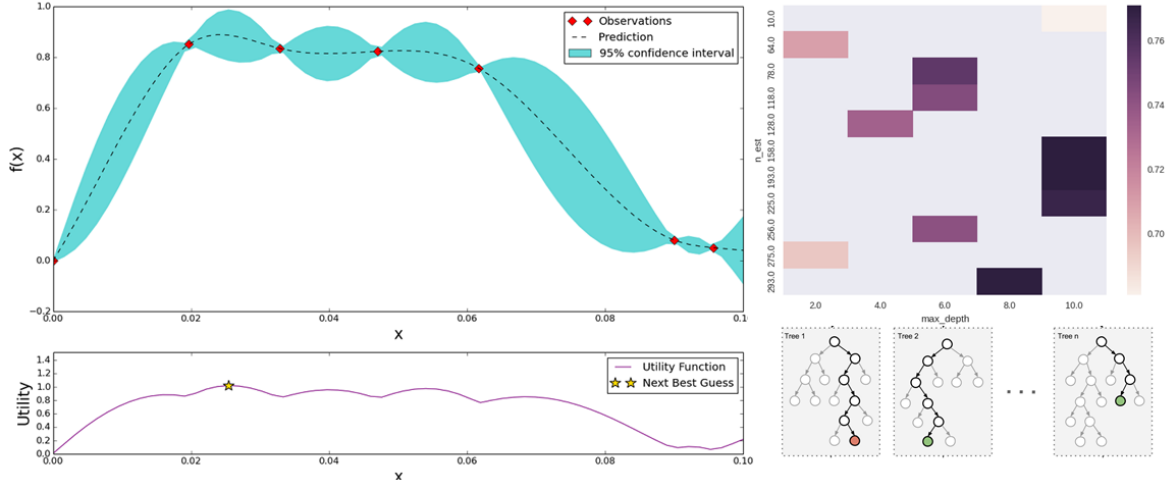 1.0
0.8
0.6
0.4
0.2
0.0
−0.2
f(x)
Observations
Prediction
95% confidence interval
0.00 0.02 0.04 0.06 0.08 0.10
x
1.4
1.2
1.0
0.8
0.6
0.4
0.2
0.0
Utility
Utility Function
Next Best Guess
0.00 0.02 0.04 0.06 0.08 0.10
x
n_est
10.0
64.0
78.0
118.0
128.0
158.0
193.0
225.0
256.0
275.0
293.0
2.0 4.0 6.0 8.0 10.0
max_depth
0.76
0.74
0.72
0.70
Tree 1
Tree 2
Tree n